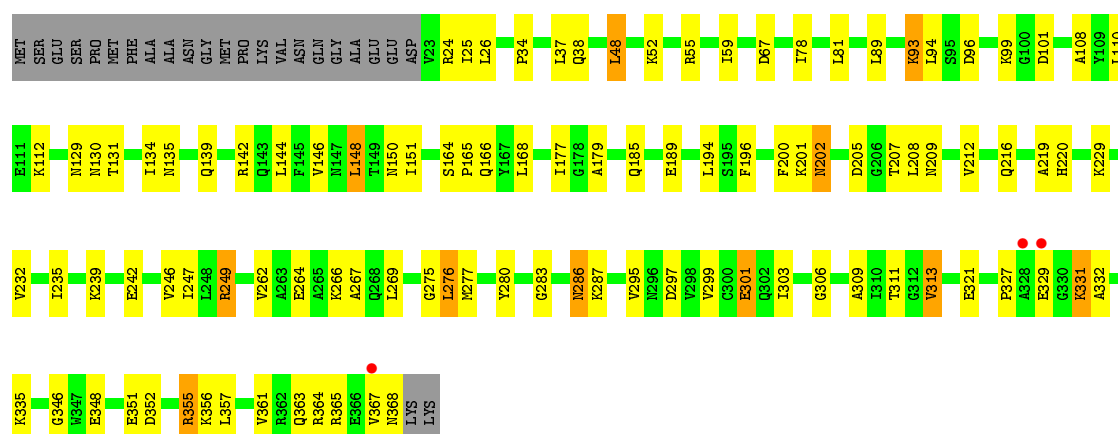 MET SER GLU SER PRO MET PHE ALA ALA ASN GLY MET PRO LYS VAL ASN GLN GLY ALA GLU GLU ASP V23 R24 I25 L26 P34 L37 Q38 L48 K52 R55 I59 D67 I78 L81 L89 K93 L94 S95 D96 K99 G100 D101 A108 Y109 L110
E111 K112 N129 N130 T131 I134 N135 Q139 R142 Q143 L144 F145 V146 N147 L148 T149 N150 I151 S164 P165 Q166 Y167 L168 I177 G178 A179 Q185 E189 L194 S195 F196 F200 K201 N202 D205 G206 T207 L208 N209 V212 Q216 A219 H220 K229
V232 I235 K239 E242 V246 I247 L248 R249 V262 A263 E264 A265 K266 A267 Q268 L269 G275 L276 M277 Y280 G283 N286 K287 V295 N296 D297 V298 V299 C300 E301 Q302 I303 G306 A309 I310 T311 G312 V313 E321 P327 A328 E329 G330 K331 A332
K335 G346 W347 E348 E351 D352 R355 K356 L357 V361 R362 Q363 R364 R365 E366 V367 N368 LYS LYS